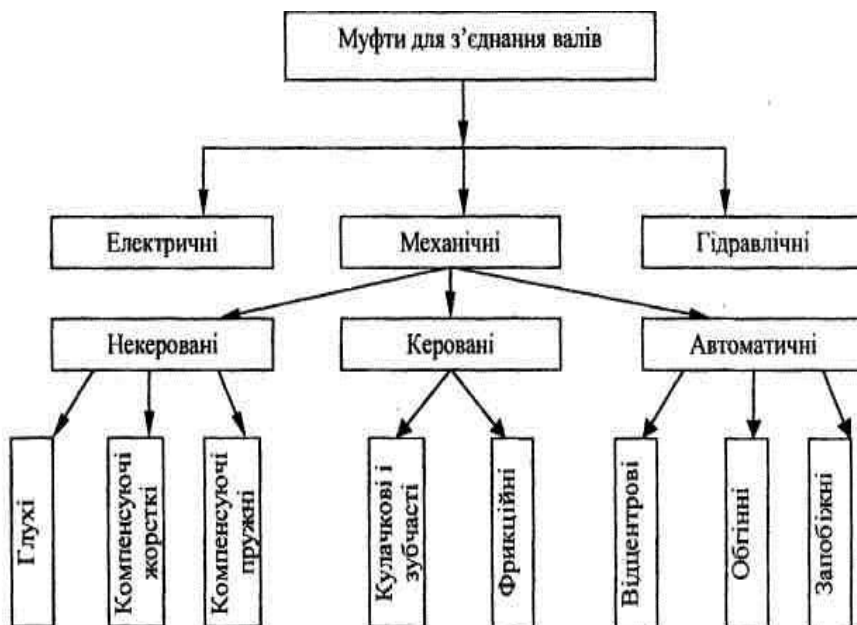 Муфти для з’єднання валів
Електричні
Механічні
Гідравлічні
Некеровані
Керовані
Автоматичні
Глухі
Компенсуючі
жорсткі
Компенсуючі
пружні
Кулачкові і
зубчасті
Фрикційні
Відцентрові
Обгінні
Запобіжні